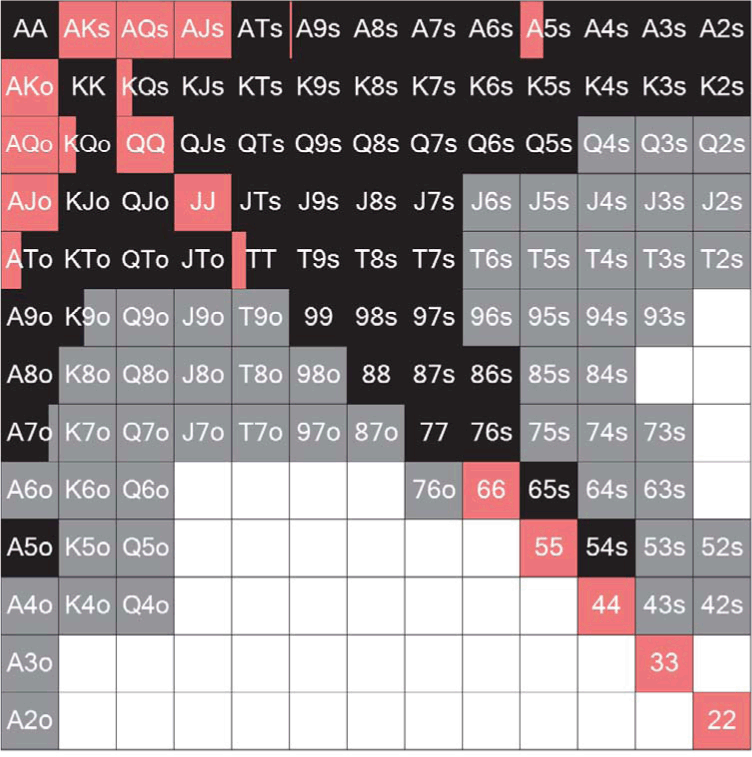 AA AKs AQs AJs ATs A9s A8s A7s A6s A5s A4s A3s A2s
AKo KK KQs KJs KTs K9s K8s K7s K6s K5s K4s K3s K2s
AQo KQo QQ QJs QTs Q9s Q8s Q7s Q6s Q5s Q4s Q3s Q2s
AJo KJo QJo JJ JTs J9s J8s J7s J6s J5s J4s J3s J2s
ATo KTo QTo JTo TT T9s T8s T7s T6s T5s T4s T3s T2s
A9o K9o Q9o J9o T9o 99 98s 97s 96s 95s 94s 93s
A8o K8o Q8o J8o T8o 98o 88 87s 86s 85s 84s
A7o K7o Q7o J7o T7o 97o 87o 77 76s 75s 74s 73s
A6o K6o Q6o 76o 66 65s 64s 63s
A5o K5o Q5o 55 54s 53s 52s
A4o K4o Q4o 44 43s 42s
A3o 33
A2o 22